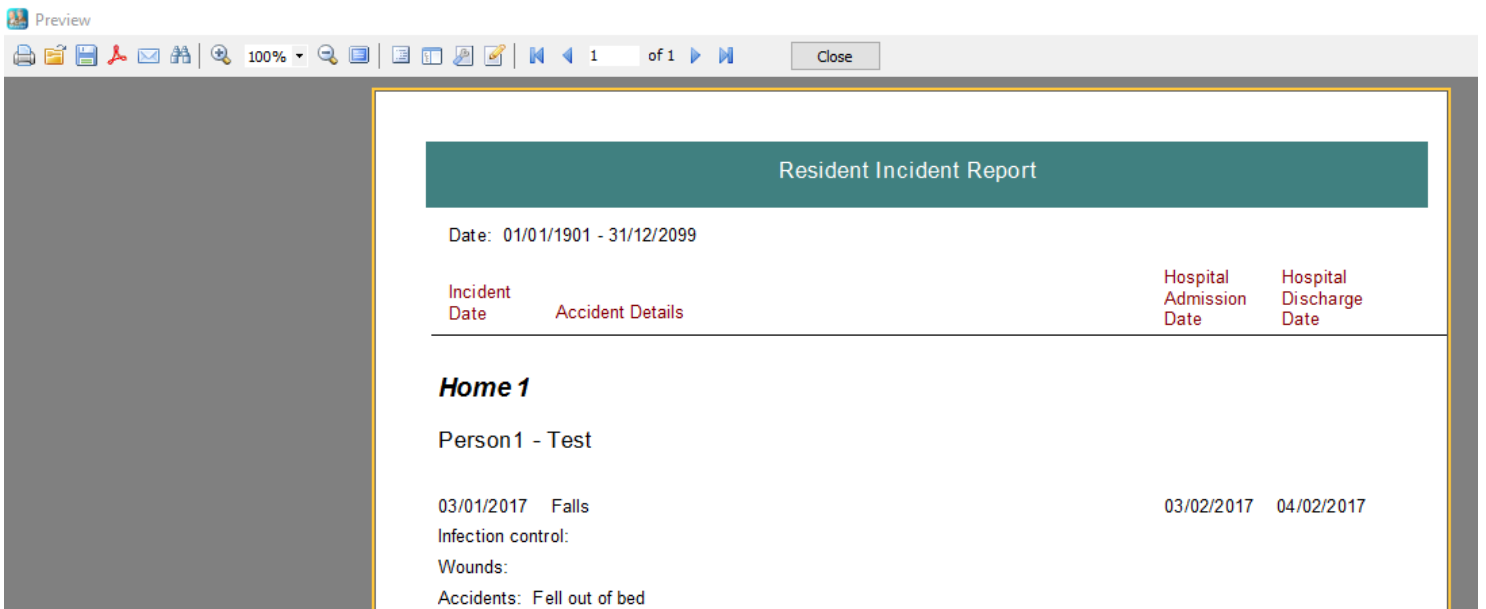 Preview
100% 1 of 1 Close
Resident Incident Report
Date: 01/01/1901 - 31/12/2099
Incident Date Accident Details Hospital Admission Date Hospital Discharge Date
Home 1
Person1 - Test
03/01/2017 Falls 03/02/2017 04/02/2017
Infection control:
Wounds:
Accidents: Fell out of bed